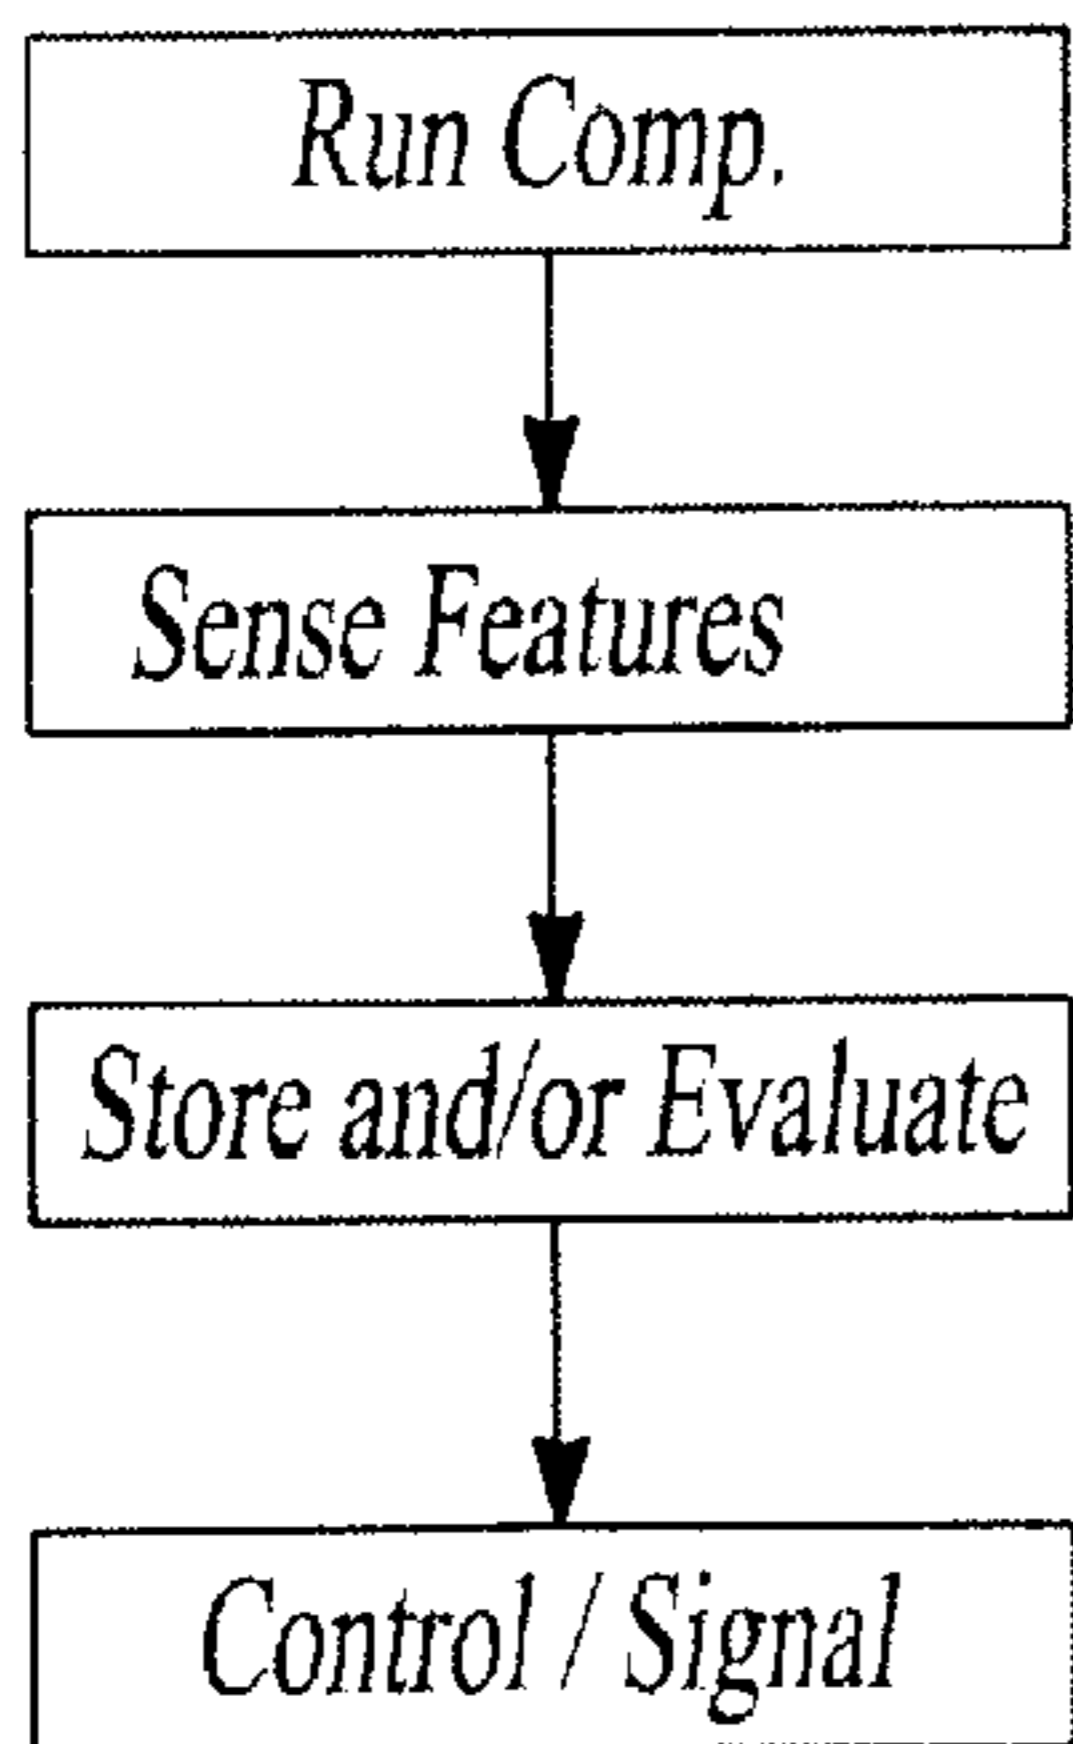 Run Comp.
Sense Features
Store and/or Evaluate
Control / Signal